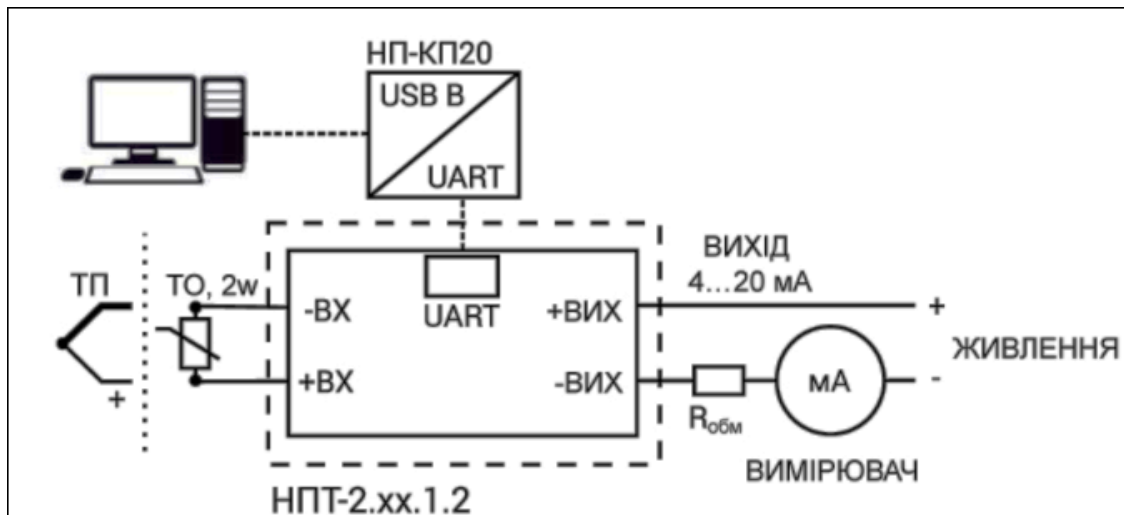 НП-КП20
USB B
UART
ТП
ТО, 2w
-ВХ
+ВХ
+
UART
+ВИХ
-ВИХ
ВИХІД
4...20 мА
+
ЖИВЛЕННЯ
-
мА
Rобм
ВИМІРЮВАЧ
НПТ-2.хх.1.2